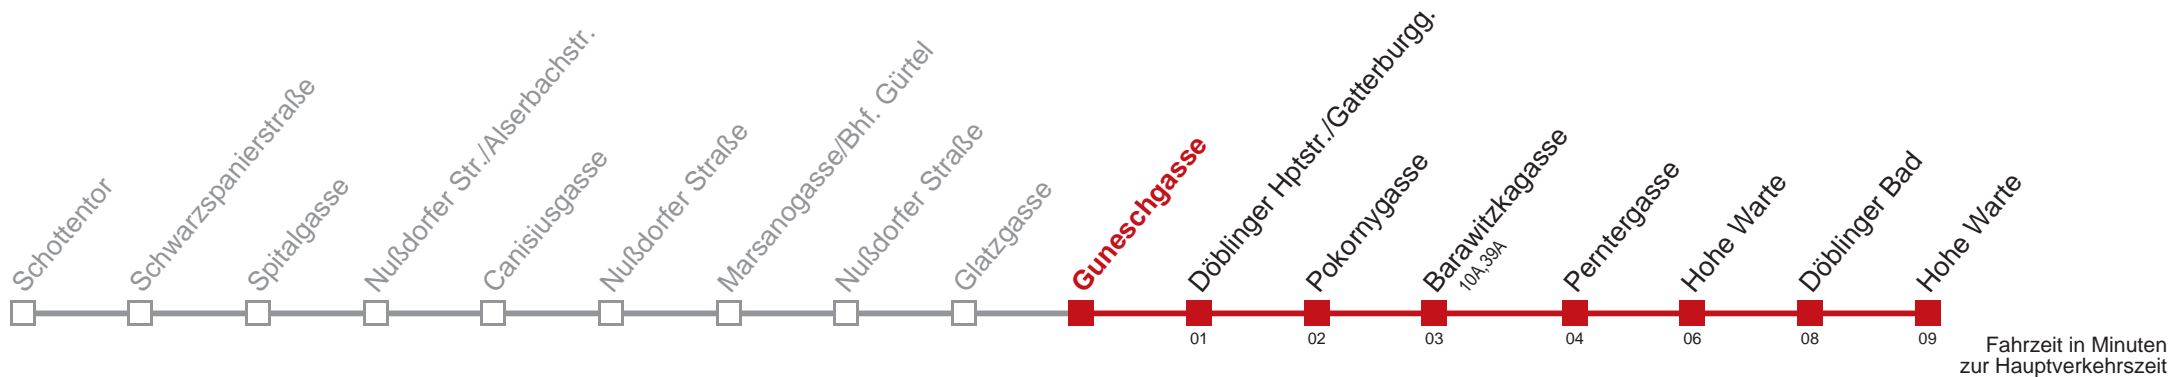 Schottentor
Schwarzspanierstraße
Spitalgasse
Nußdorfer Str./Alserbachstr.
Canisiusgasse
Nußdorfer Straße
Marsanogasse/Bhf. Gürtel
Nußdorfer Straße
Glatzgasse
Guneschgasse
Döblinger Hptstr./Gatterburgg.
Pokornygasse
Barawitzkagasse
10A,39A
Perntergasse
Hohe Warte
Döblinger Bad
Hohe Warte
01
02
03
04
06
08
09
Fahrzeit in Minuten
zur Hauptverkehrszeit